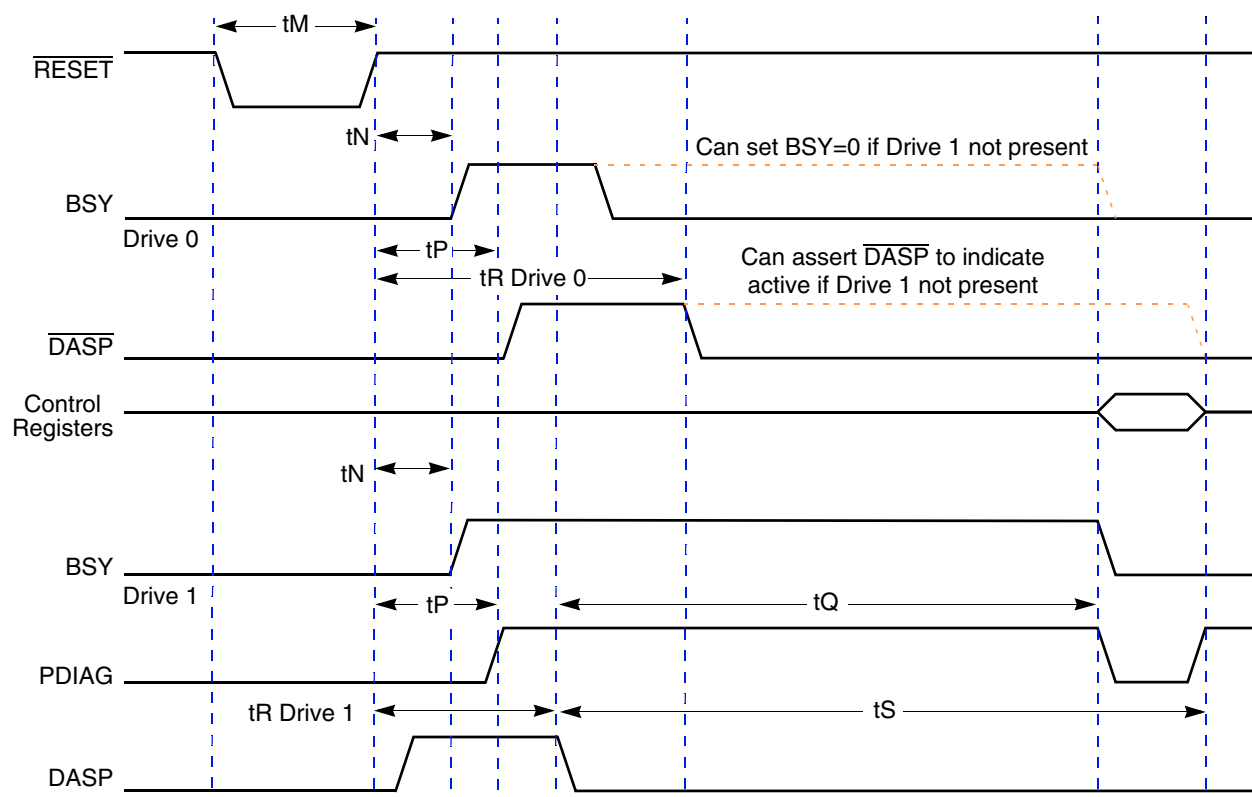 tM
RESET
tN
Can set BSY=0 if Drive 1 not present
BSY
Drive 0
tP
tR Drive 0
Can assert DASP to indicate
active if Drive 1 not present
DASP
Control
Registers
tN
BSY
Drive 1
tP
tQ
PDIAG
tR Drive 1
tS
DASP